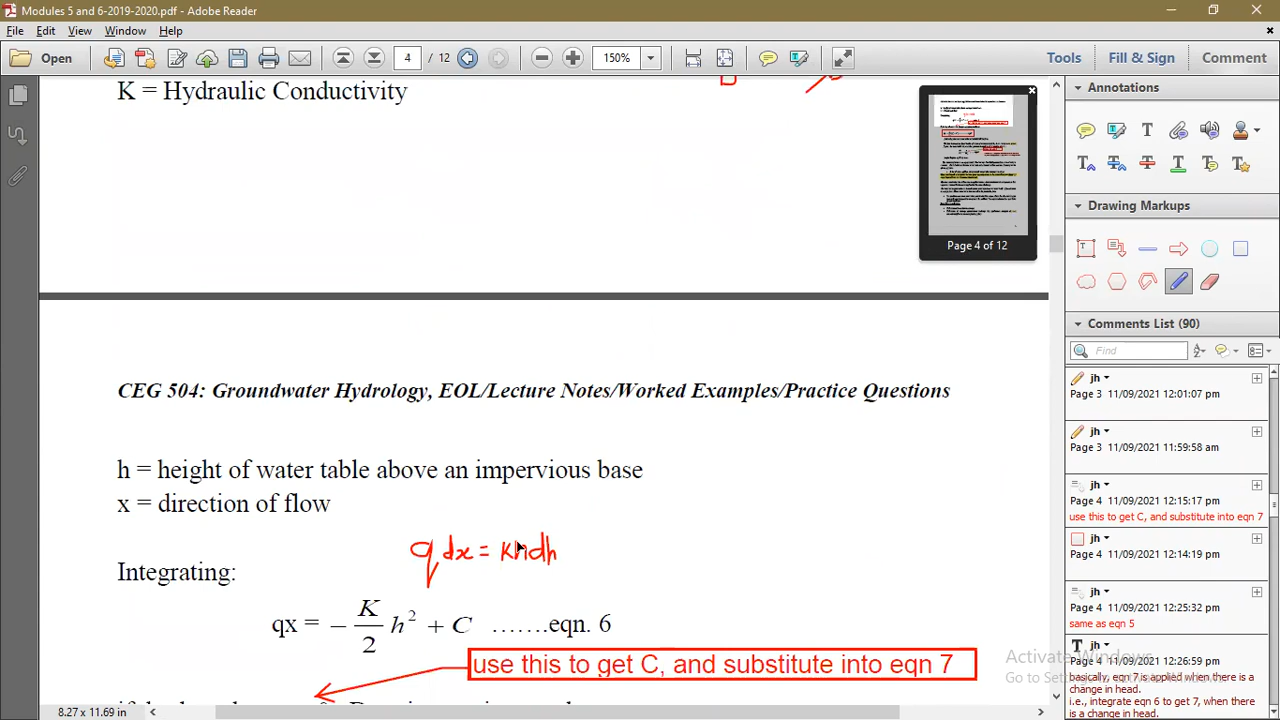 Modules 5 and 6-2019-2020.pdf - Adobe Reader
File Edit View Window Help
Open 4 / 12 150% Tools Fill & Sign Comment
K = Hydraulic Conductivity
Page 4 of 12
CEG 504: Groundwater Hydrology, EOL/Lecture Notes/Worked Examples/Practice Questions
h = height of water table above an impervious base
x = direction of flow
q dx = Khdh
Integrating:
qx = − K/2 h² + C …….eqn. 6
use this to get C, and substitute into eqn 7
8.27 x 11.69 in
Annotations
Drawing Markups
Comments List (90)
Find
jh
Page 3 11/09/2021 12:01:07 pm
jh
Page 3 11/09/2021 11:59:58 am
jh
Page 4 11/09/2021 12:15:17 pm
use this to get C, and substitute into eqn 7
jh
Page 4 11/09/2021 12:14:19 pm
jh
Page 4 11/09/2021 12:25:32 pm
same as eqn 5
jh
Page 4 11/09/2021 12:26:59 pm
basically, eqn 7 is applied when there is a
change in head.
i.e., integrate eqn 6 to get 7, when there
is a change in head.
Activate Windows